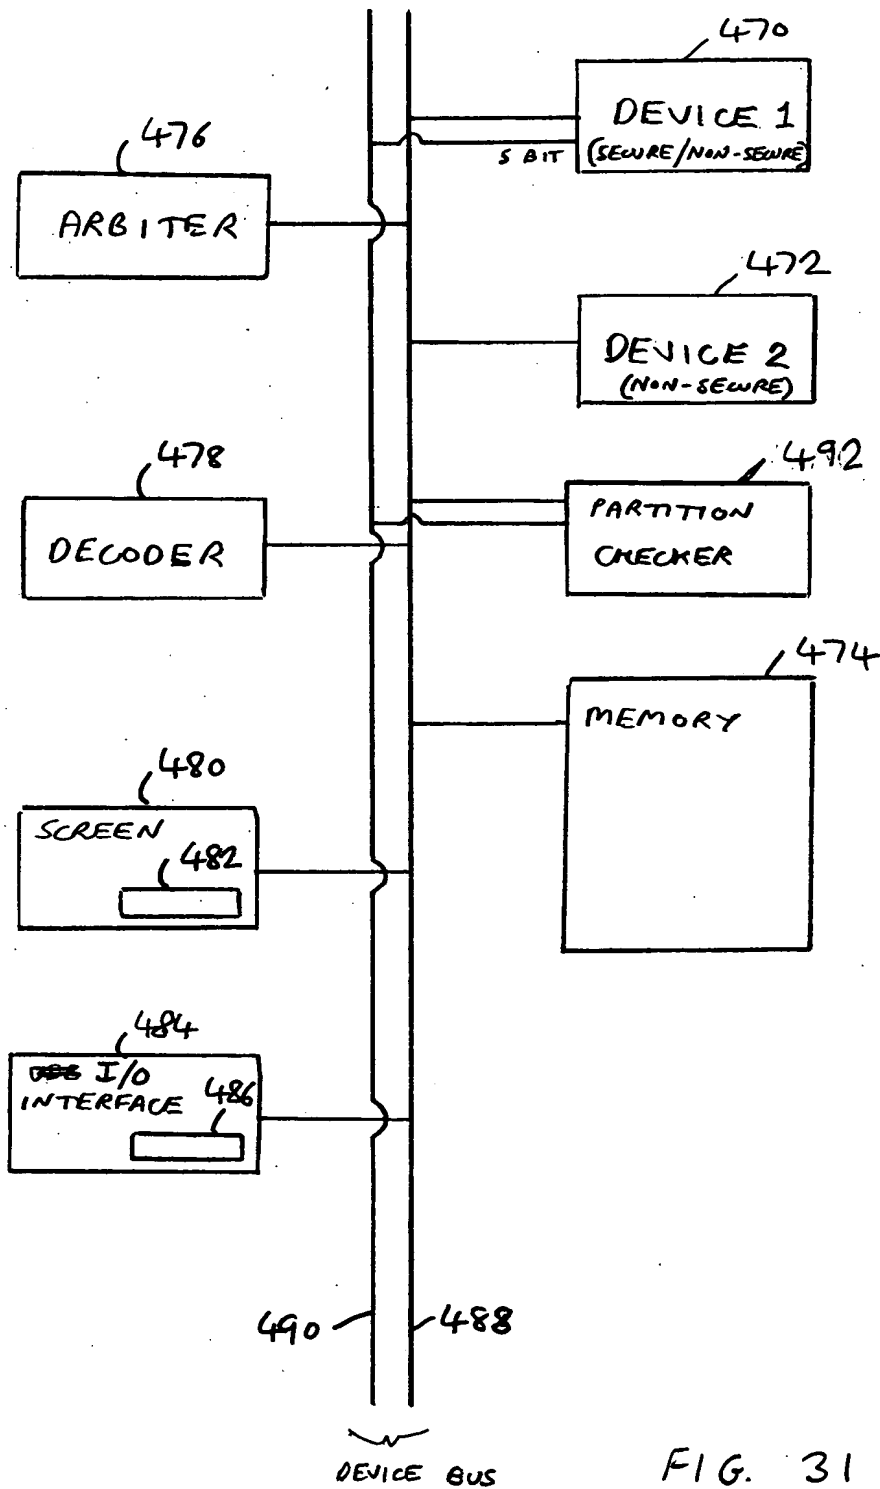 470
DEVICE 1
(SECURE/NON-SECURE)
S BIT
476
ARBITER
472
DEVICE 2
(NON-SECURE)
478
DECODER
492
PARTITION
CHECKER
474
MEMORY
480
SCREEN
482
484
I/O
INTERFACE
486
490
488
DEVICE BUS
FIG. 31